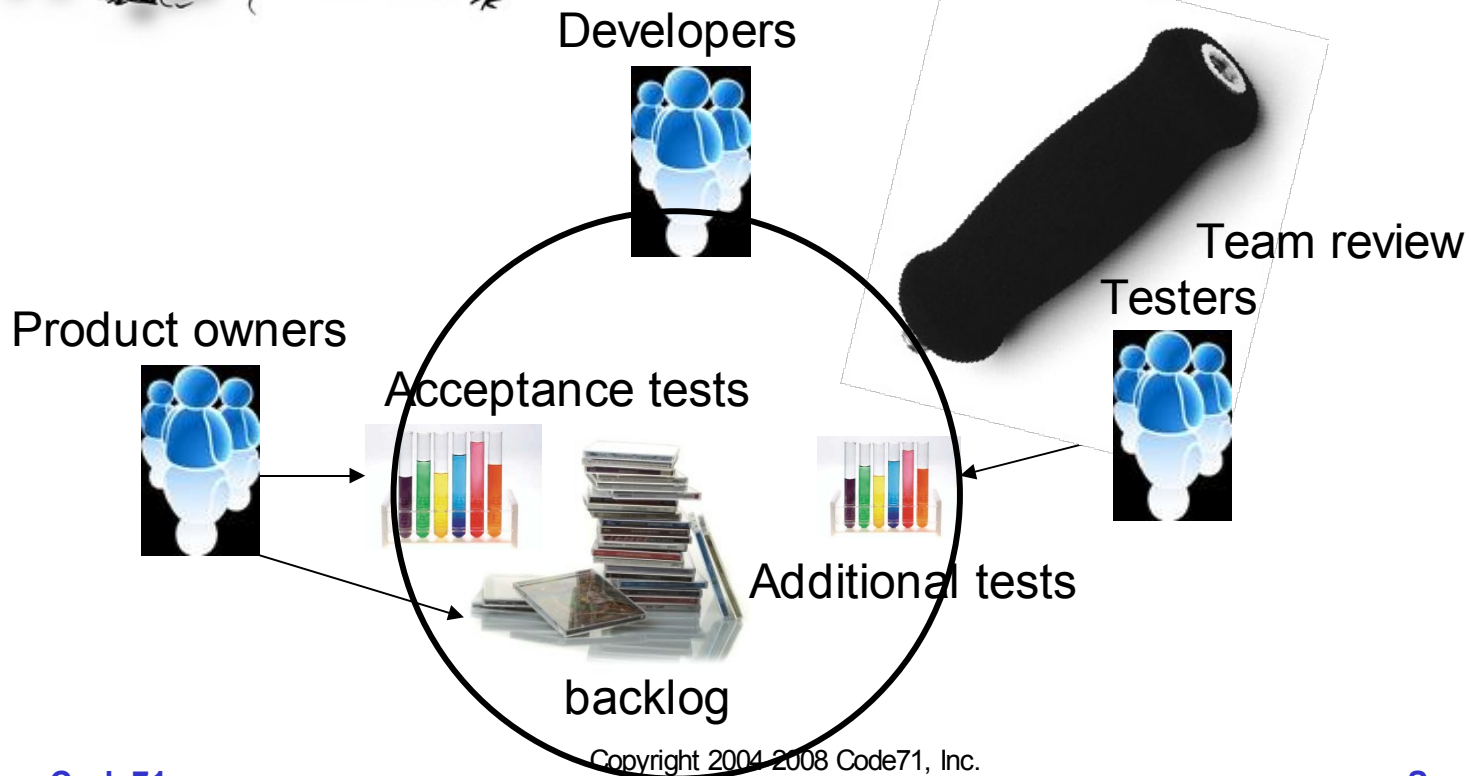 Developers
Team review
Testers
Product owners
Acceptance tests
Additional tests
backlog
Copyright 2004-2008 Code71, Inc.